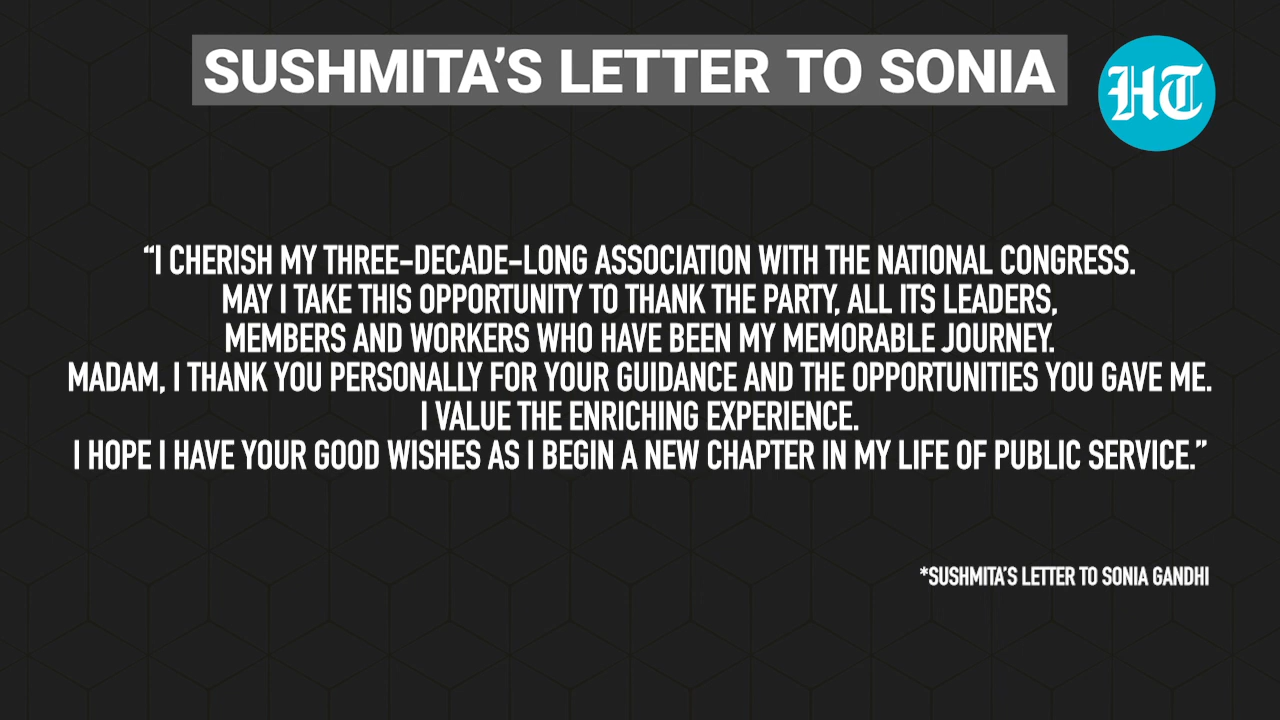 SUSHMITA'S LETTER TO SONIA
HT
“I CHERISH MY THREE-DECADE-LONG ASSOCIATION WITH THE NATIONAL CONGRESS.
MAY I TAKE THIS OPPORTUNITY TO THANK THE PARTY, ALL ITS LEADERS,
MEMBERS AND WORKERS WHO HAVE BEEN MY MEMORABLE JOURNEY.
MADAM, I THANK YOU PERSONALLY FOR YOUR GUIDANCE AND THE OPPORTUNITIES YOU GAVE ME.
I VALUE THE ENRICHING EXPERIENCE.
I HOPE I HAVE YOUR GOOD WISHES AS I BEGIN A NEW CHAPTER IN MY LIFE OF PUBLIC SERVICE.”
*SUSHMITA'S LETTER TO SONIA GANDHI